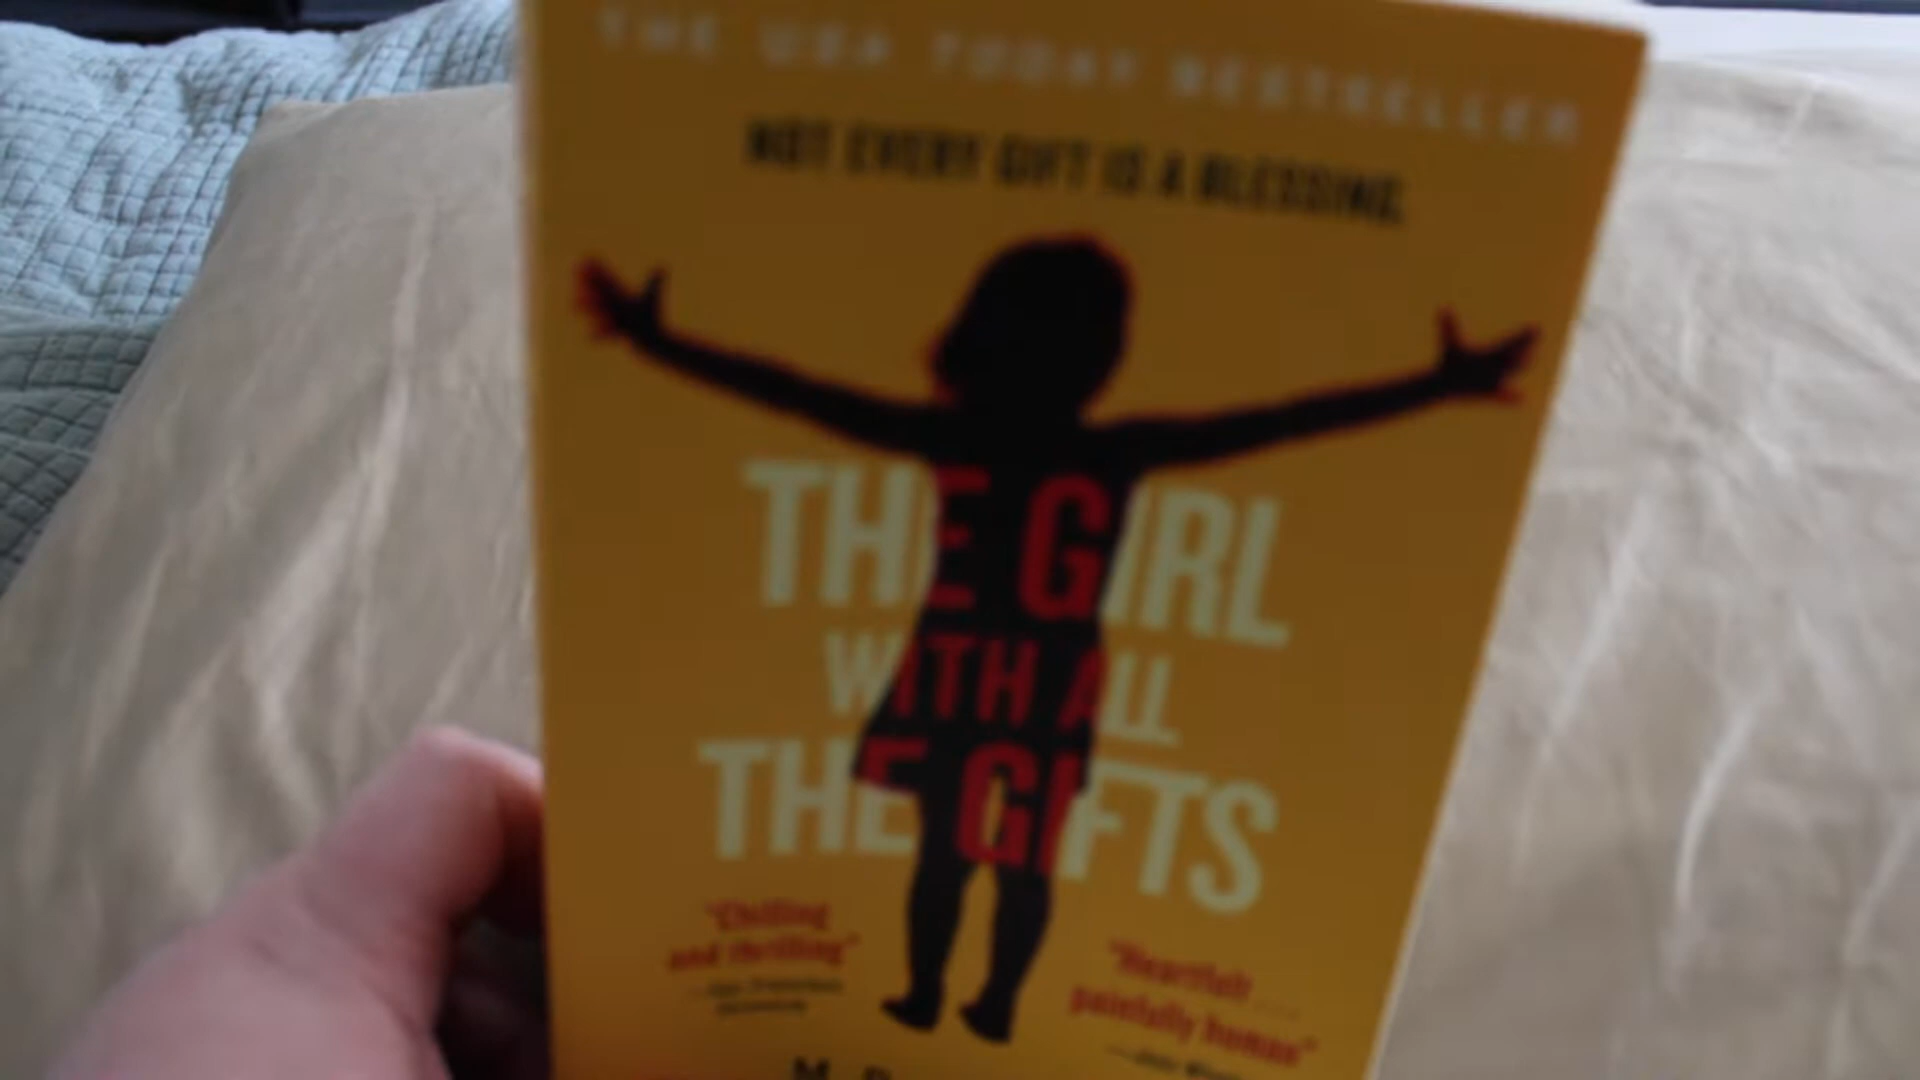 THE USA TODAY BESTSELLER
NOT EVERY GIFT IS A BLESSING.
THE GIRL
WITH ALL
THE GIFTS
"Chilling
and thrilling"
"Heartfelt . . .
painfully human"
M.